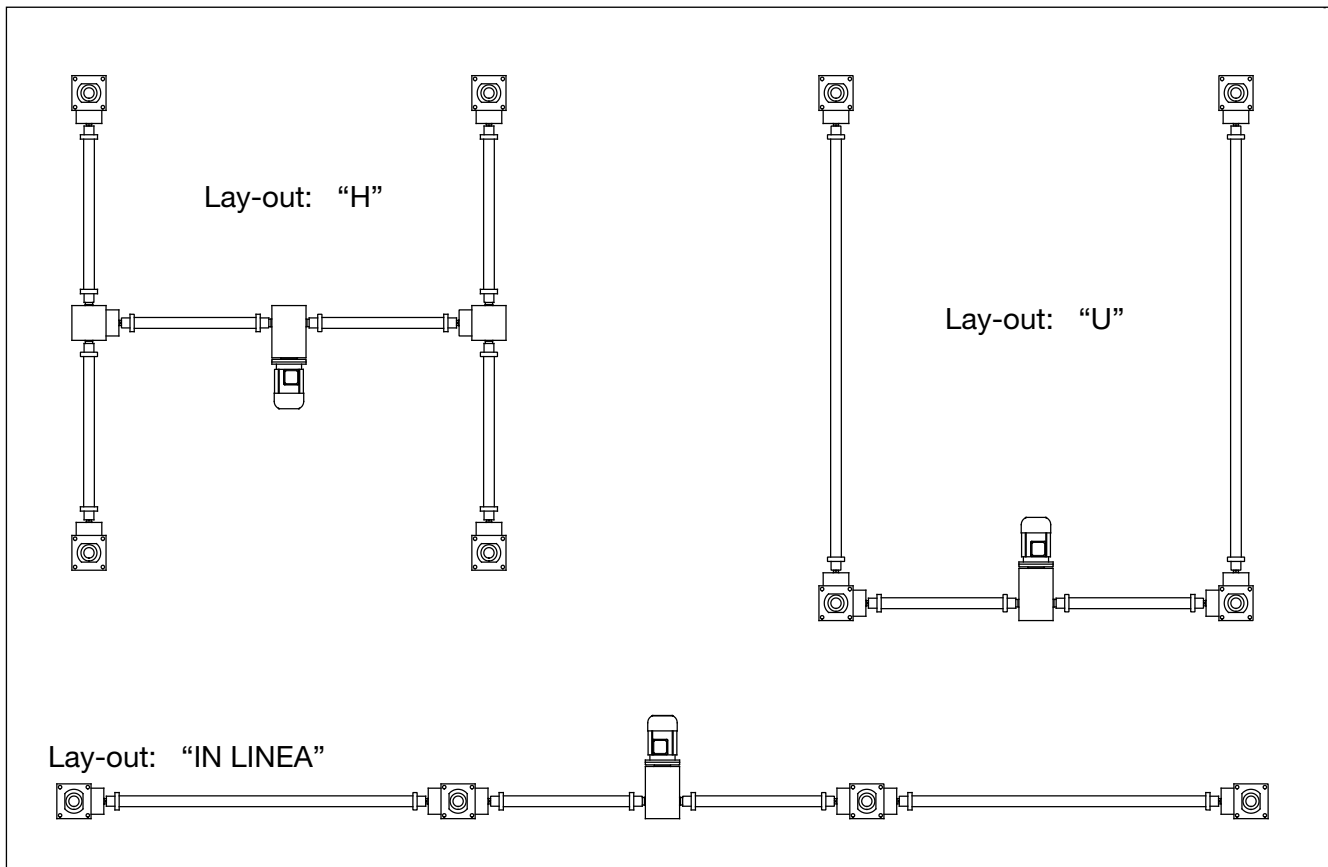 Lay-out: “H”
Lay-out: “U”
Lay-out: “IN LINEA”